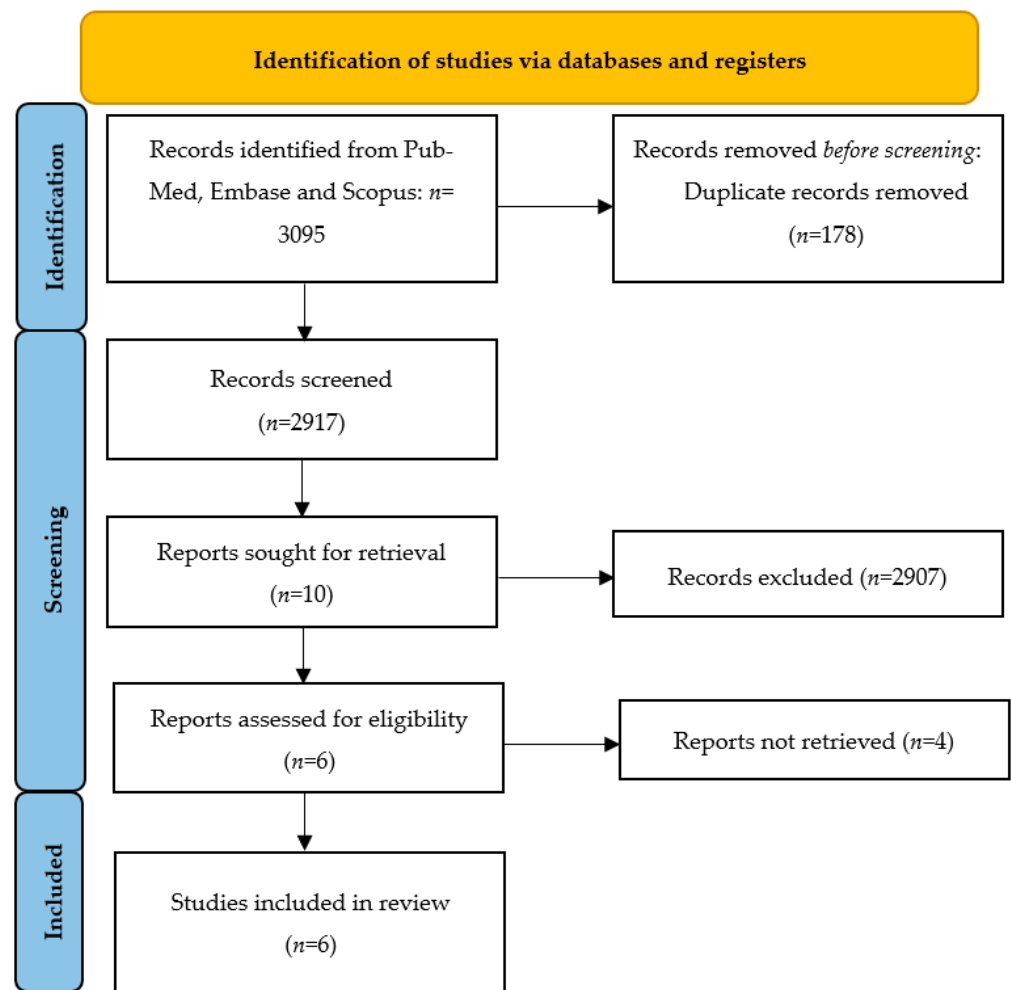 Identification of studies via databases and registers
Identification
Records identified from Pub-
Med, Embase and Scopus: n=
3095
Records removed before screening:
Duplicate records removed
(n=178)
Screening
Records screened
(n=2917)
Reports sought for retrieval
(n=10)
Records excluded (n=2907)
Reports assessed for eligibility
(n=6)
Reports not retrieved (n=4)
Included
Studies included in review
(n=6)